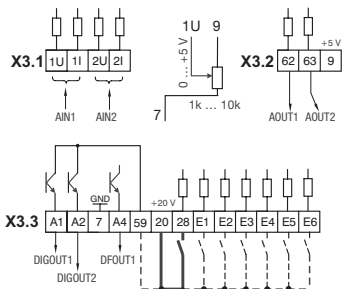 1U 9
X3.1 1U 1I 2U 2I
0 ... +5 V
AIN1 AIN2
7 1k ... 10k
+5 V
X3.2 62 63 9
AOUT1 AOUT2
GND +20 V
X3.3 A1 A2 7 A4 59 20 28 E1 E2 E3 E4 E5 E6
DIGOUT1 DFOUT1
DIGOUT2